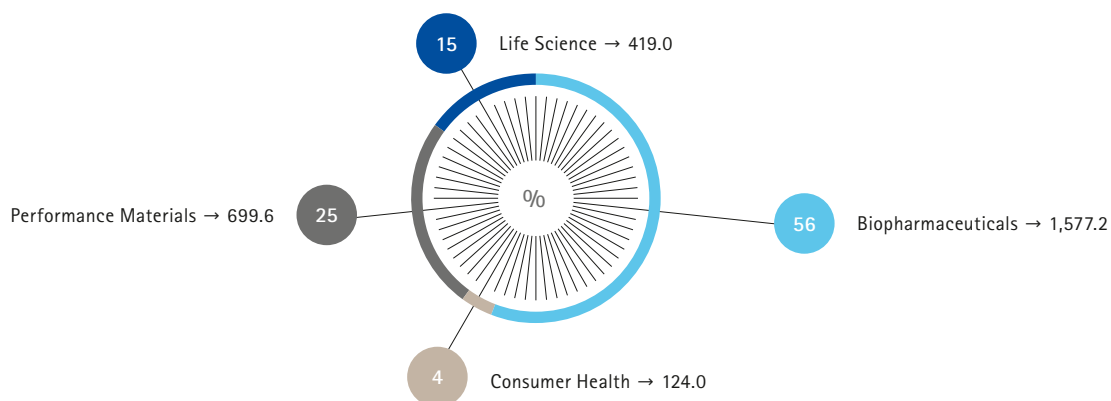 15
Life Science → 419.0
%
Performance Materials → 699.6
25
56
Biopharmaceuticals → 1,577.2
4
Consumer Health → 124.0